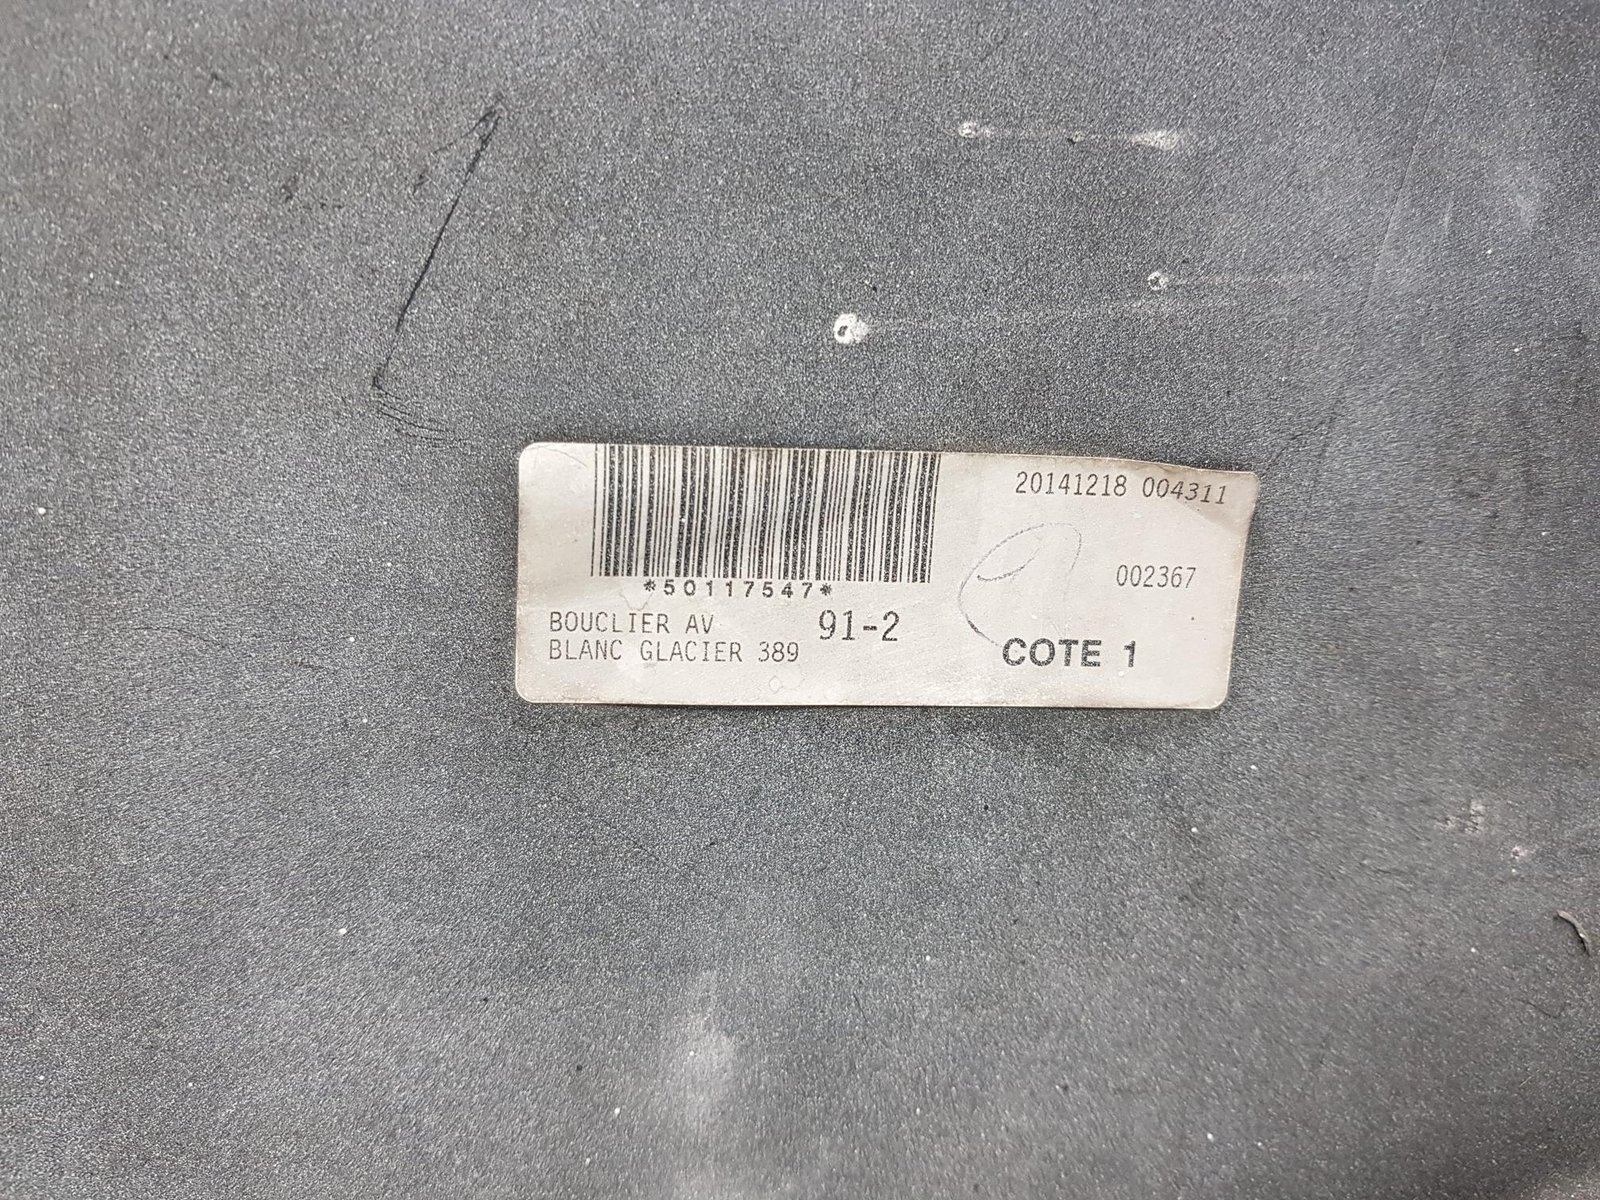 20141218 004311
*50117547*
002367
BOUCLIER AV 91-2
BLANC GLACIER 389
COTE 1